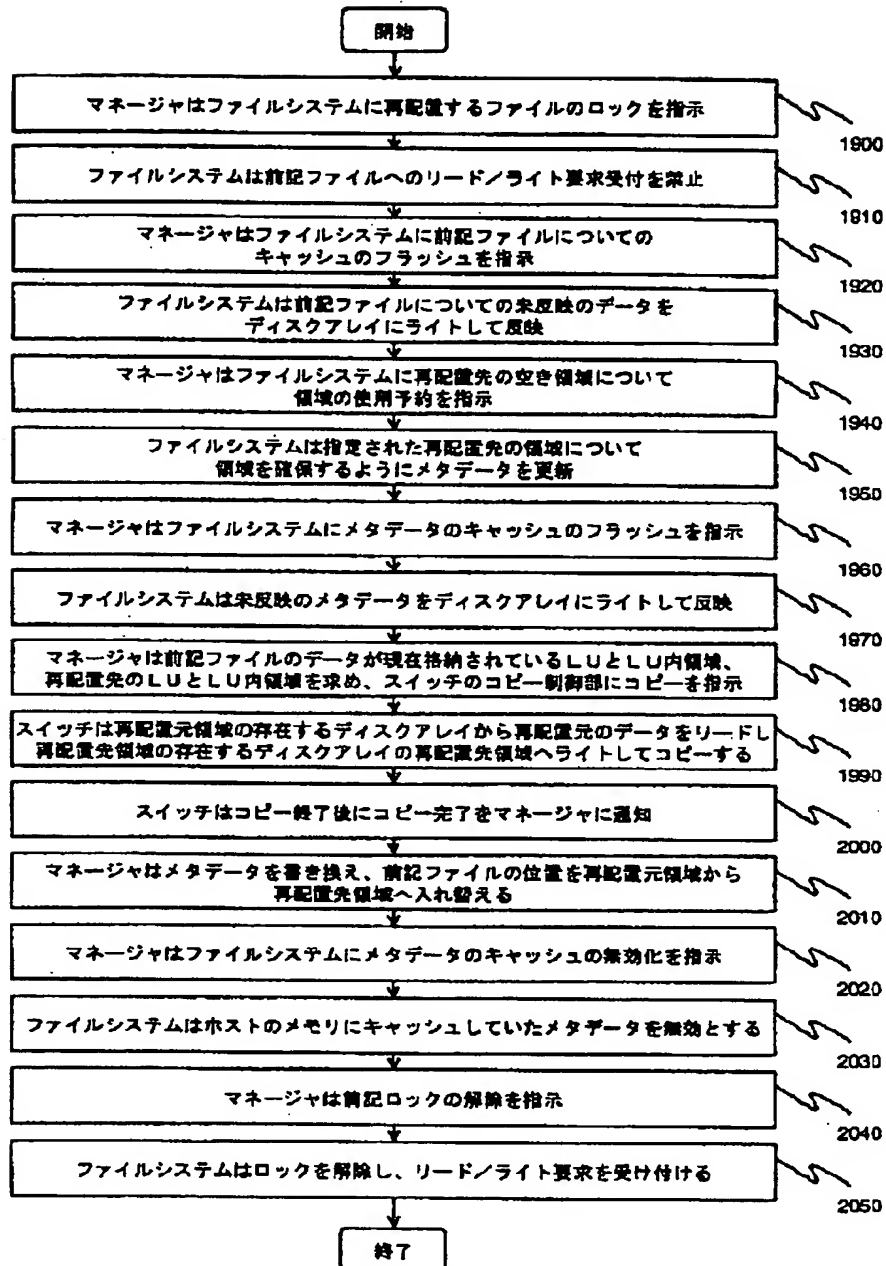 開始
マネージャはファイルシステムに再配置するファイルのロックを指示
1900
ファイルシステムは前記ファイルへのリード/ライト要求受付を禁止
1910
マネージャはファイルシステムに前記ファイルについての
キャッシュのフラッシュを指示
1920
ファイルシステムは前記ファイルについての未反映のデータを
ディスクアレイにライトして反映
1930
マネージャはファイルシステムに再配置先の空き領域について
領域の使用予約を指示
1940
ファイルシステムは指定された再配置先の領域について
領域を確保するようにメタデータを更新
1950
マネージャはファイルシステムにメタデータのキャッシュのフラッシュを指示
1960
ファイルシステムは未反映のメタデータをディスクアレイにライトして反映
1970
マネージャは前記ファイルのデータが現在格納されているLUとLU内領域、
再配置先のLUとLU内領域を求め、スイッチのコピー制御部にコピーを指示
1980
スイッチは再配置元領域の存在するディスクアレイから再配置元のデータをリードし
再配置先領域の存在するディスクアレイの再配置先領域へライトしてコピーする
1990
スイッチはコピー終了後にコピー完了をマネージャに通知
2000
マネージャはメタデータを書き換え、前記ファイルの位置を再配置元領域から
再配置先領域へ入れ替える
2010
マネージャはファイルシステムにメタデータのキャッシュの無効化を指示
2020
ファイルシステムはホストのメモリにキャッシュしていたメタデータを無効とする
2030
マネージャは前記ロックの解除を指示
2040
ファイルシステムはロックを解除し、リード/ライト要求を受け付ける
2050
終了